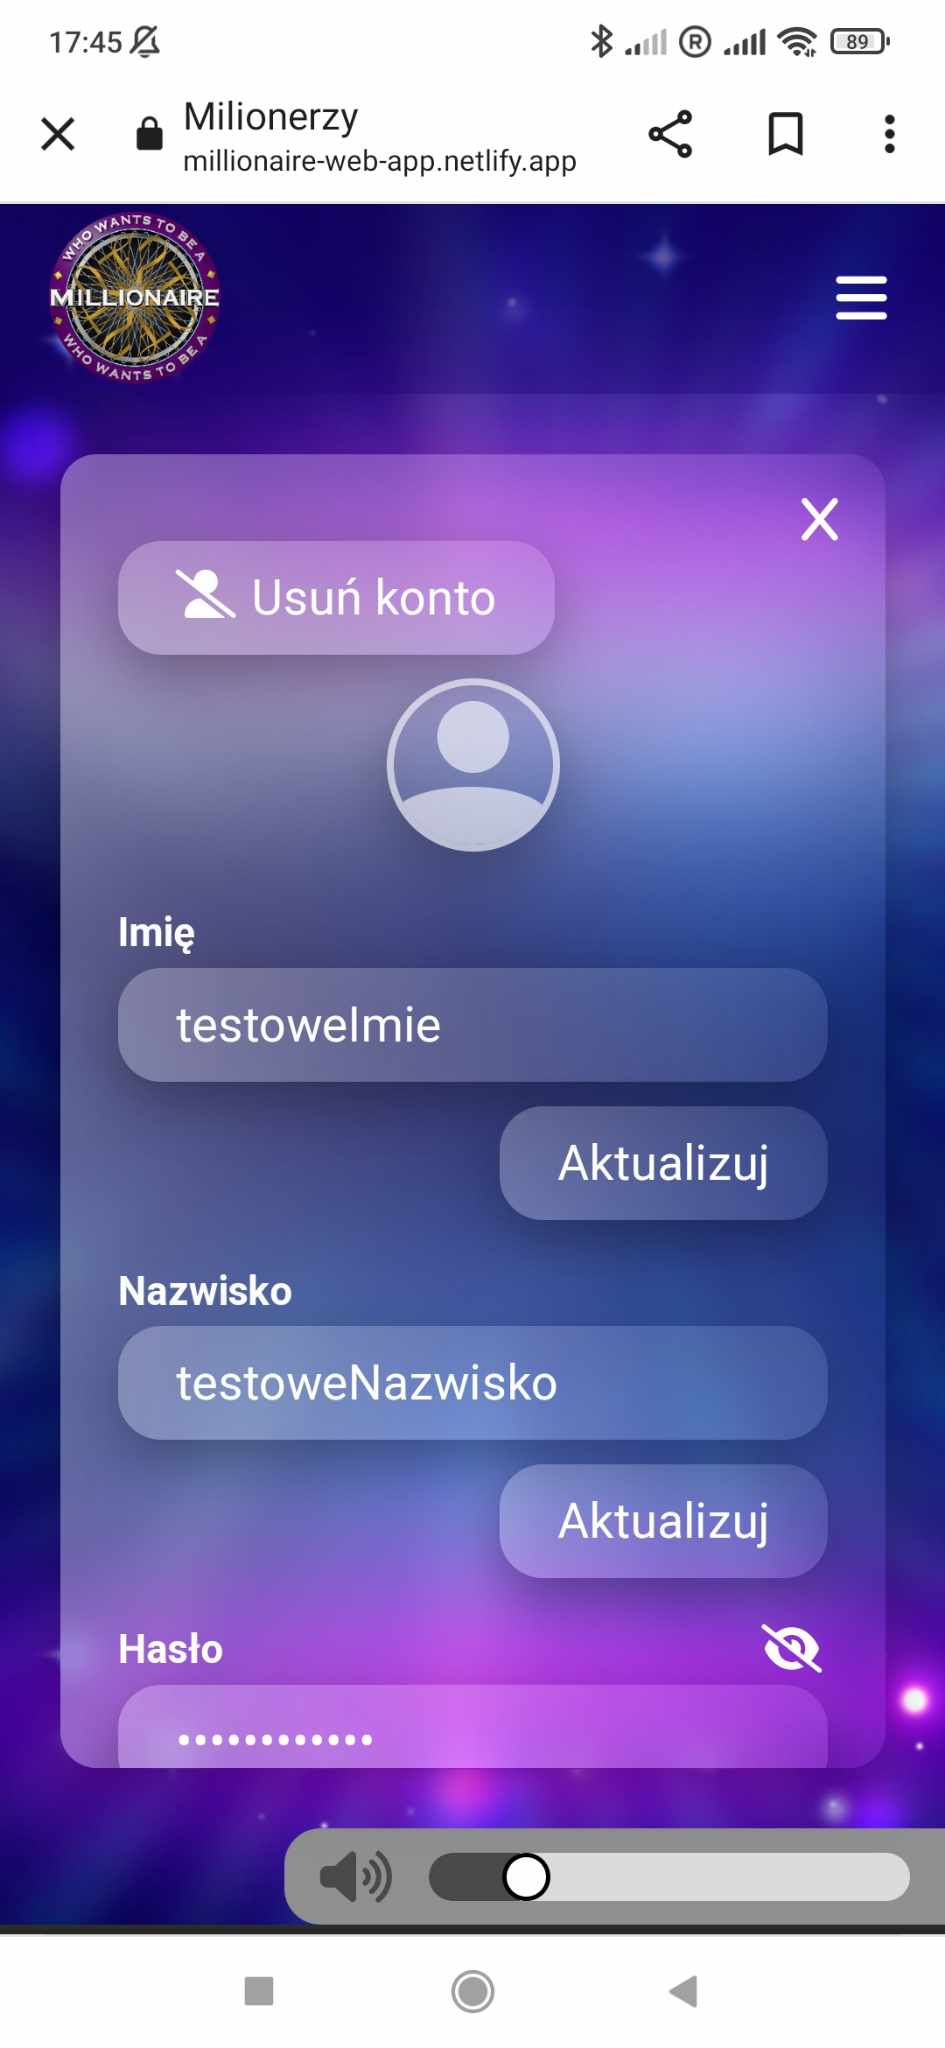 17:45
R
89
Milionerzy
millionaire-web-app.netlify.app
WHO WANTS TO BE A
MILLIONAIRE
WHO WANTS TO BE A
Usuń konto
Imię
testoweImie
Aktualizuj
Nazwisko
testoweNazwisko
Aktualizuj
Hasło
••••••••••••